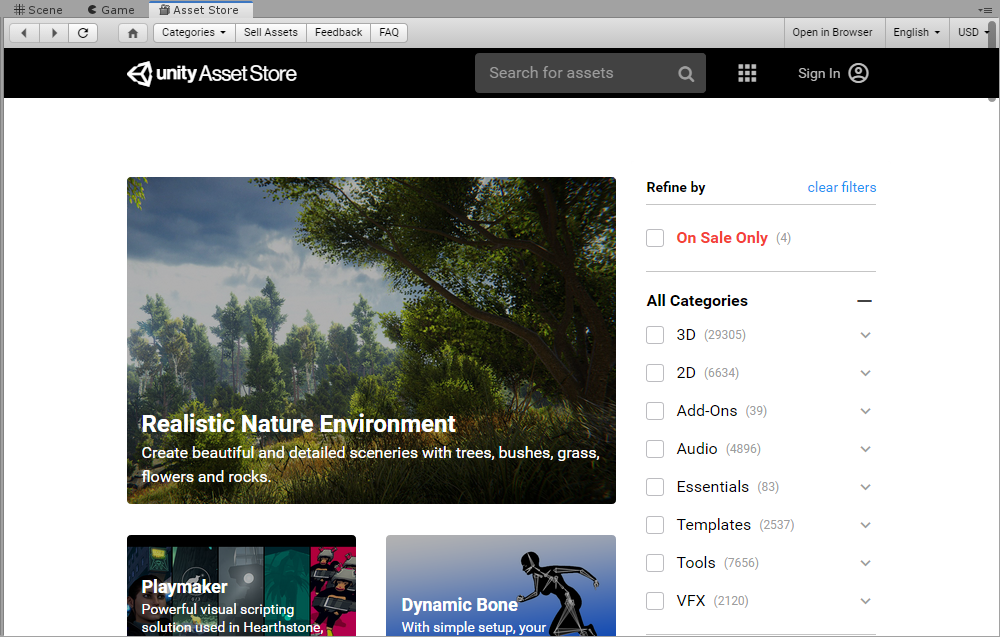 Scene Game Asset Store
Categories Sell Assets Feedback FAQ Open in Browser English USD
unity Asset Store Search for assets Sign In
Refine by clear filters
On Sale Only (4)
All Categories
3D (29305)
2D (6634)
Add-Ons (39)
Audio (4896)
Essentials (83)
Templates (2537)
Tools (7656)
VFX (2120)
Realistic Nature Environment
Create beautiful and detailed sceneries with trees, bushes, grass,
flowers and rocks.
Playmaker
Powerful visual scripting
solution used in Hearthstone,
Dynamic Bone
With simple setup, your